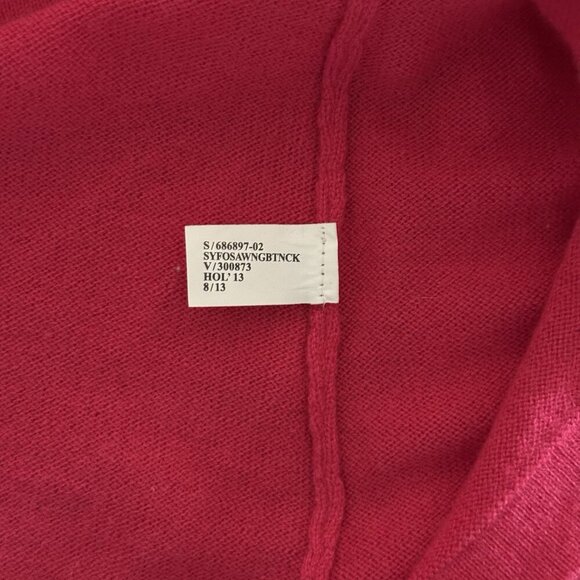 S/686897-02
SYFOSAWNGBTNCK
V/300873
HOL' 13
8/13